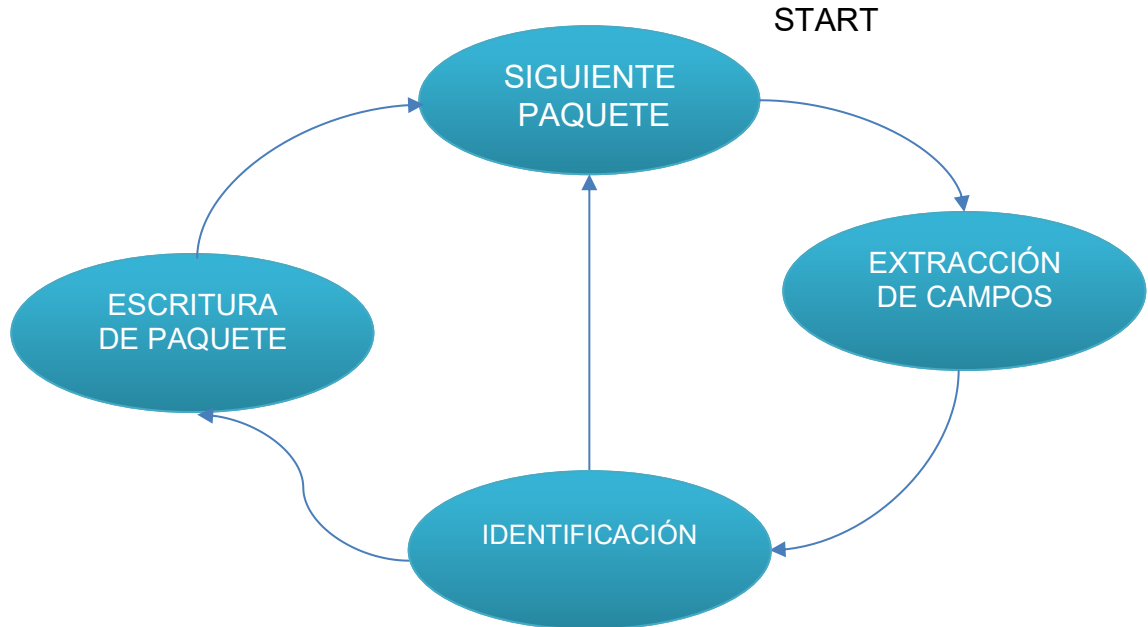 START
SIGUIENTE
PAQUETE
EXTRACCIÓN
DE CAMPOS
ESCRITURA
DE PAQUETE
IDENTIFICACIÓN